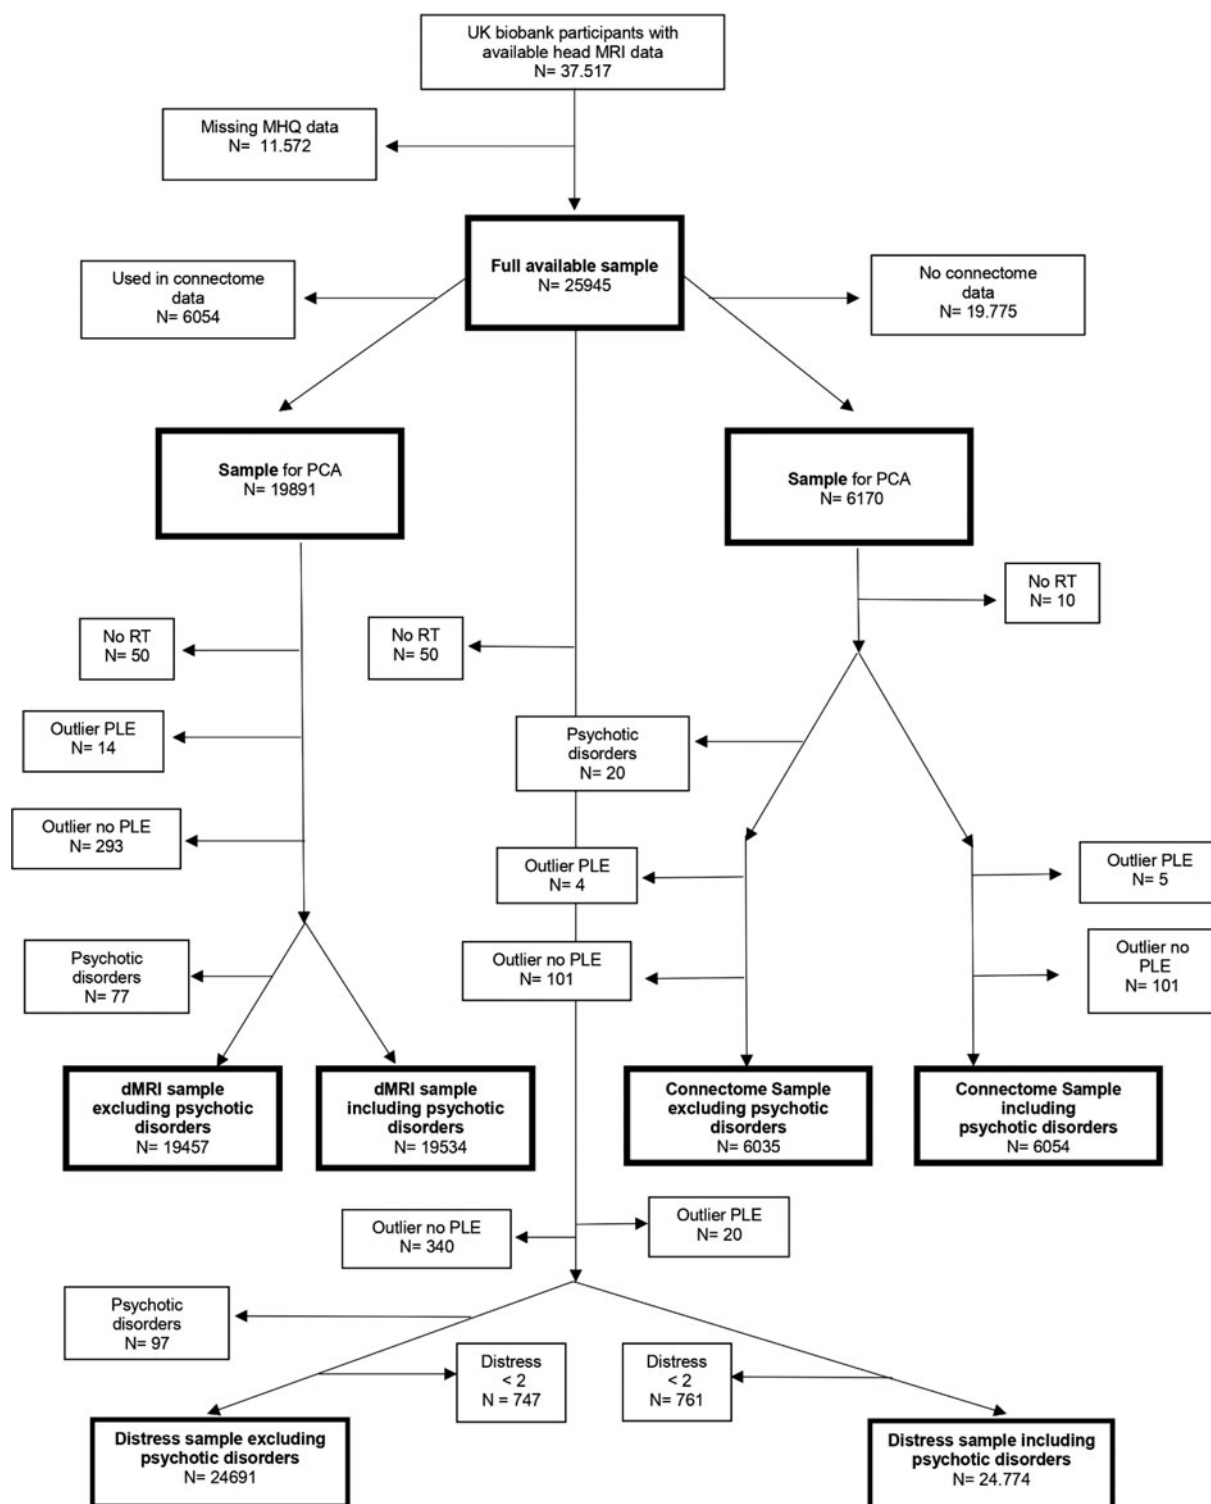 UK biobank participants with
available head MRI data
N= 37.517
Missing MHQ data
N=  11.572
Full available sample
N= 25945
Used in connectome
data
N= 6054
No connectome
data
N= 19.775
Sample for PCA
N= 19891
Sample for PCA
N= 6170
No RT
N= 10
No RT
N= 50
No RT
N= 50
Outlier PLE
N= 14
Psychotic
disorders
N= 20
Outlier no PLE
N= 293
Outlier PLE
N= 4
Outlier PLE
N= 5
Psychotic
disorders
N= 77
Outlier no PLE
N= 101
Outlier no
PLE
N= 101
dMRI sample
excluding psychotic
disorders
N= 19457
dMRI sample
including psychotic
disorders
N= 19534
Connectome Sample
excluding psychotic
disorders
N= 6035
Connectome Sample
including
psychotic disorders
N= 6054
Outlier no PLE
N= 340
Outlier PLE
N= 20
Psychotic
disorders
N= 97
Distress
< 2
N = 747
Distress
< 2
N= 761
Distress sample excluding
psychotic disorders
N= 24691
Distress sample including
psychotic disorders
N= 24.774